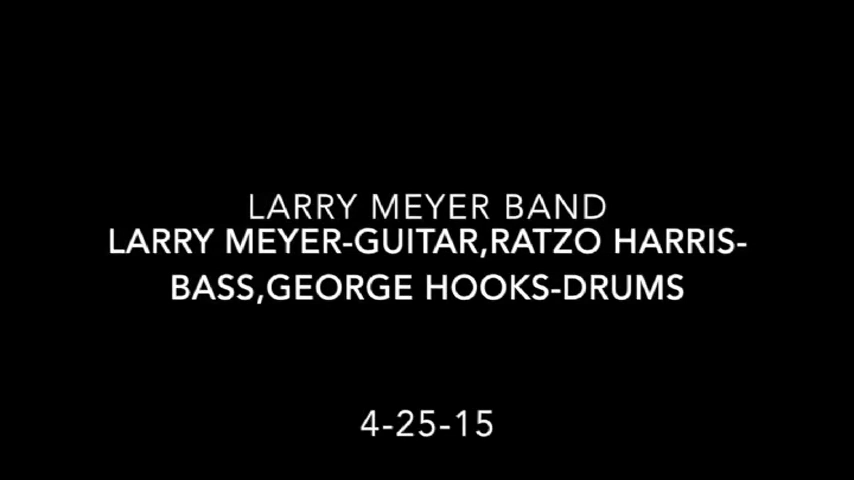 LARRY MEYER BAND
LARRY MEYER-GUITAR,RATZO HARRIS-
BASS,GEORGE HOOKS-DRUMS
4-25-15